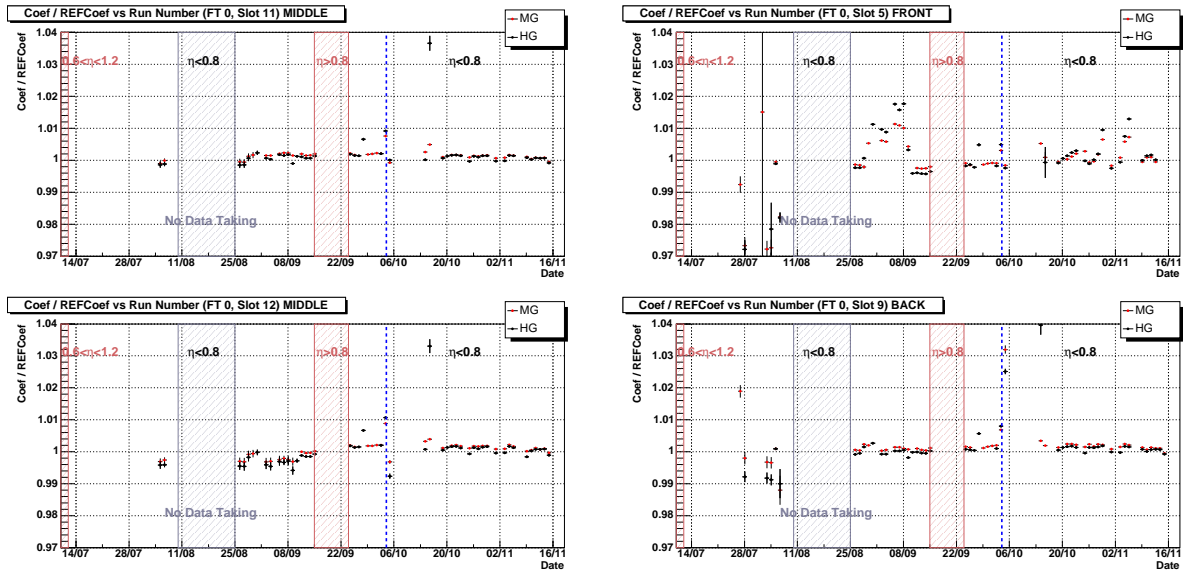 Coef / REFCoef vs Run Number (FT 0, Slot 11) MIDDLE
MG
HG
Coef / REFCoef
1.04
1.03
1.02
1.01
1
0.99
0.98
0.97
0.6<η<1.2
η<0.8
η>0.8
η<0.8
No Data Taking
14/07 28/07 11/08 25/08 08/09 22/09 06/10 20/10 02/11 16/11
Date
Coef / REFCoef vs Run Number (FT 0, Slot 5) FRONT
MG
HG
Coef / REFCoef
1.04
1.03
1.02
1.01
1
0.99
0.98
0.97
0.6<η<1.2
η<0.8
η>0.8
η<0.8
No Data Taking
14/07 28/07 11/08 25/08 08/09 22/09 06/10 20/10 02/11 16/11
Date
Coef / REFCoef vs Run Number (FT 0, Slot 12) MIDDLE
MG
HG
Coef / REFCoef
1.04
1.03
1.02
1.01
1
0.99
0.98
0.97
0.6<η<1.2
η<0.8
η>0.8
η<0.8
No Data Taking
14/07 28/07 11/08 25/08 08/09 22/09 06/10 20/10 02/11 16/11
Date
Coef / REFCoef vs Run Number (FT 0, Slot 9) BACK
MG
HG
Coef / REFCoef
1.04
1.03
1.02
1.01
1
0.99
0.98
0.97
0.6<η<1.2
η<0.8
η>0.8
η<0.8
No Data Taking
14/07 28/07 11/08 25/08 08/09 22/09 06/10 20/10 02/11 16/11
Date